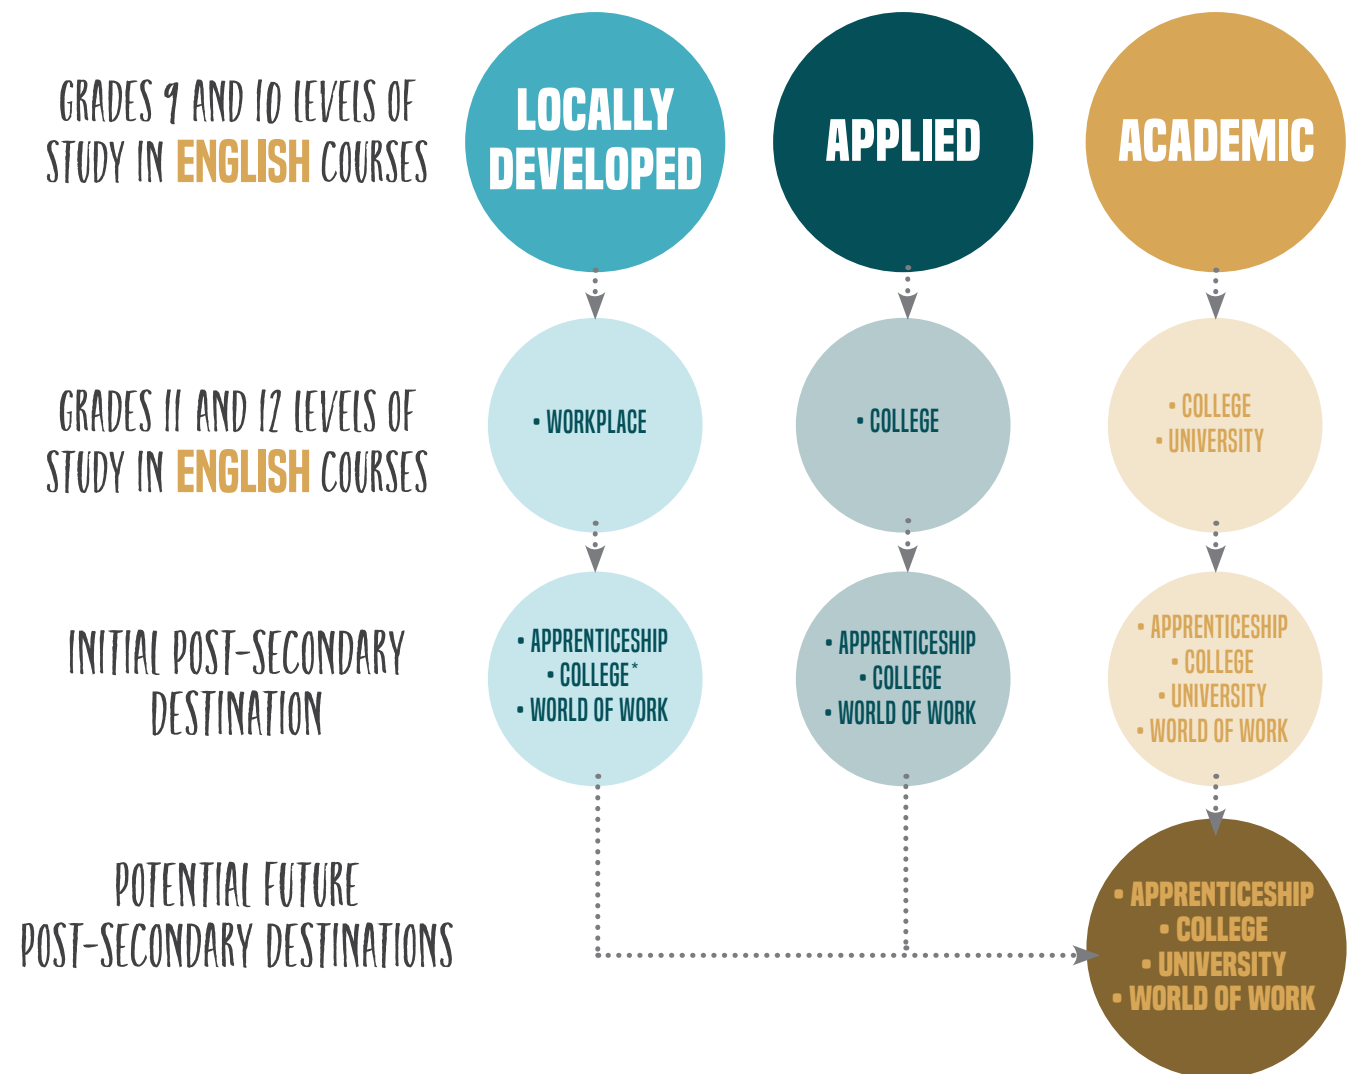 GRADES 9 AND 10 LEVELS OF
STUDY IN ENGLISH COURSES
LOCALLY
DEVELOPED
APPLIED
ACADEMIC
GRADES 11 AND 12 LEVELS OF
STUDY IN ENGLISH COURSES
• WORKPLACE
• COLLEGE
• COLLEGE
• UNIVERSITY
INITIAL POST-SECONDARY
DESTINATION
• APPRENTICESHIP
• COLLEGE*
• WORLD OF WORK
• APPRENTICESHIP
• COLLEGE
• WORLD OF WORK
• APPRENTICESHIP
• COLLEGE
• UNIVERSITY
• WORLD OF WORK
POTENTIAL FUTURE
POST-SECONDARY DESTINATIONS
• APPRENTICESHIP
• COLLEGE
• UNIVERSITY
• WORLD OF WORK